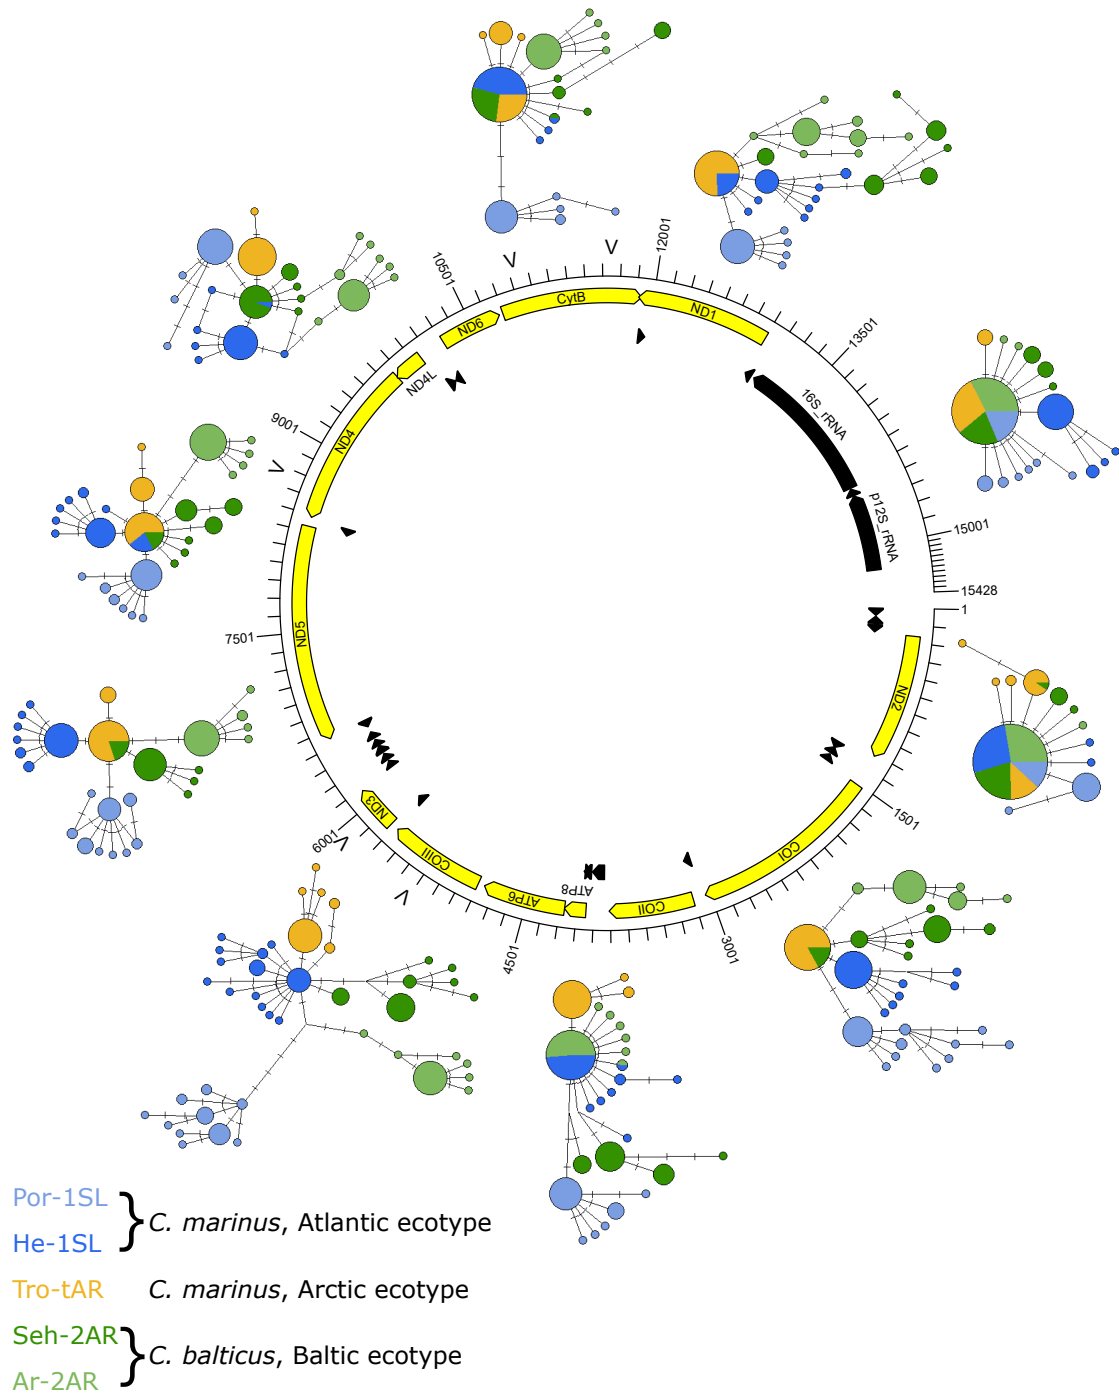 V
V
12001
10501
CytB
ND1
ND6
ND4L
13501
16S_rRNA
9001
ND4
V
p12S_rRNA
15001
15428
1
7501
ND5
ND2
1501
ND3
6001
V
COI
COIII
V
ATP8
ATP6
COII
3001
4501
Por-1SL
He-1SL
} C. marinus, Atlantic ecotype
Tro-tAR C. marinus, Arctic ecotype
Seh-2AR
Ar-2AR
} C. balticus, Baltic ecotype